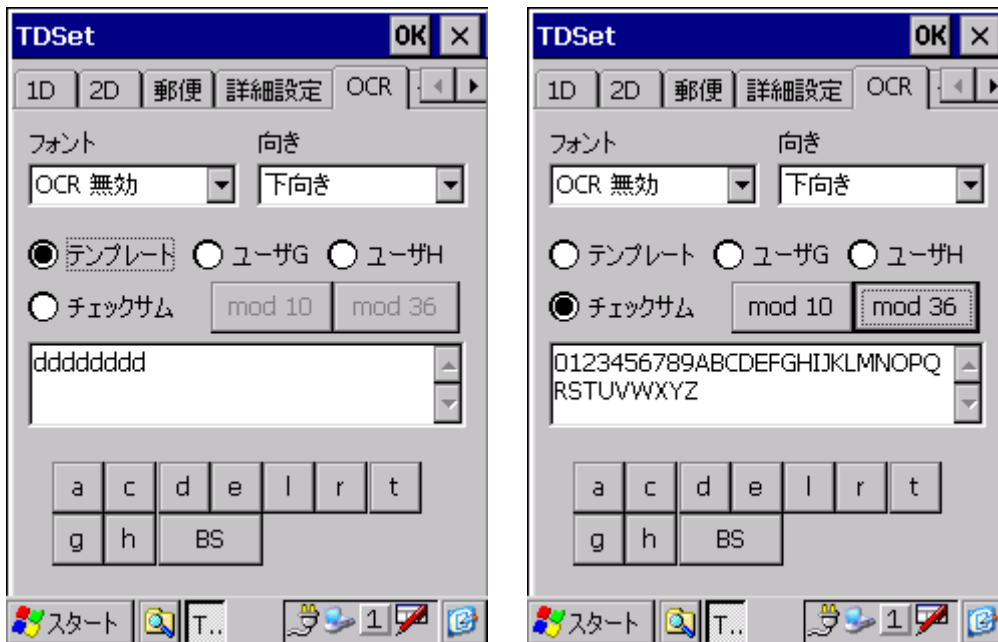 TDSet OK ×
1D 2D 郵便 詳細設定 OCR
フォント 向き
OCR 無効 下向き
テンプレート ユーザG ユーザH
チェックサム mod 10 mod 36
dddddddd
a c d e l r t
g h BS
スタート T.. 1
TDSet OK ×
1D 2D 郵便 詳細設定 OCR
フォント 向き
OCR 無効 下向き
テンプレート ユーザG ユーザH
チェックサム mod 10 mod 36
0123456789ABCDEFGHIJKLMNOPQ
RSTUVWXYZ
a c d e l r t
g h BS
スタート T.. 1